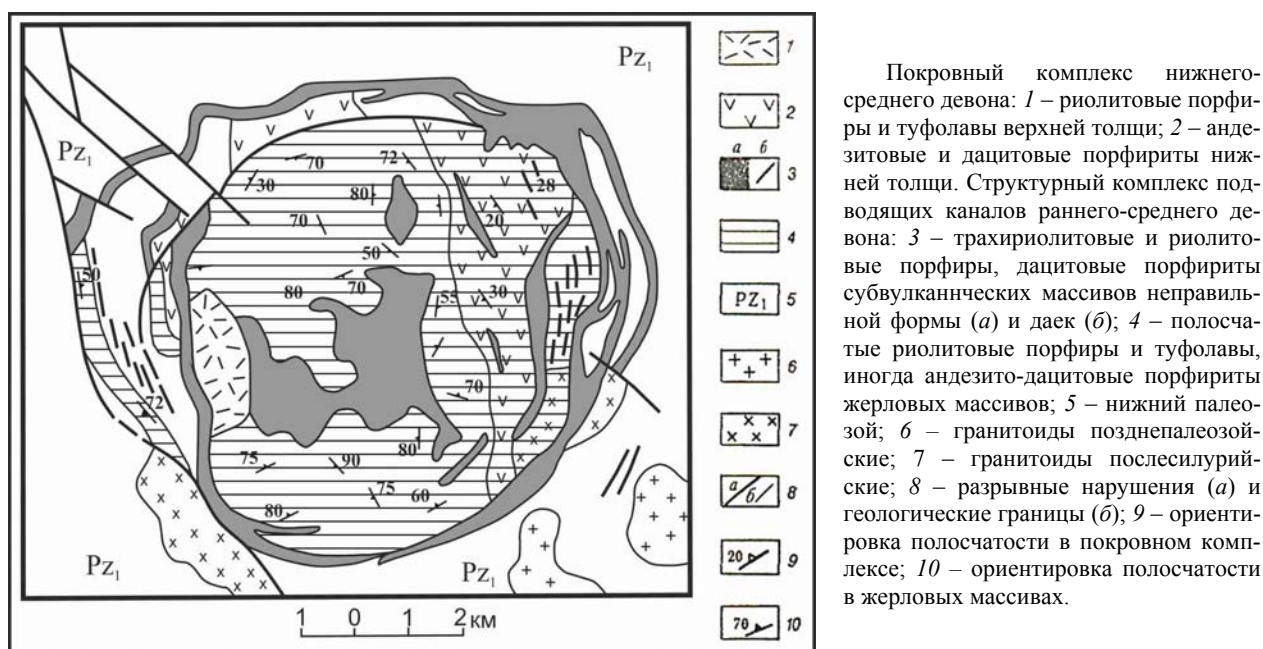 Pz₁
Pz₁
Pz₁
Pz₁
70
30
72
80
28
70
20
50
50
70
80
55
30
72
70
80
75
90
75
60
80
1 0 1 2 км
1
2
а б
3
4
PZ₁ 5
6
7
а/б 8
20 9
70 10
Покровный комплекс нижнего-
среднего девона: 1 – риолитовые порфи-
ры и туфолавы верхней толщи; 2 – анде-
зитовые и дацитовые порфириты ниж-
ней толщи. Структурный комплекс под-
водящих каналов раннего-среднего де-
вона: 3 – трахириолитовые и риолито-
вые порфиры, дацитовые порфириты
субвулканнческих массивов неправиль-
ной формы (а) и даек (б); 4 – полосча-
тые риолитовые порфиры и туфолавы,
иногда андезито-дацитовые порфириты
жерловых массивов; 5 – нижний палео-
зой; 6 – гранитоиды позднепалеозой-
ские; 7 – гранитоиды послесилурий-
ские; 8 – разрывные нарушения (а) и
геологические границы (б); 9 – ориенти-
ровка полосчатости в покровном комп-
лексе; 10 – ориентировка полосчатости
в жерловых массивах.